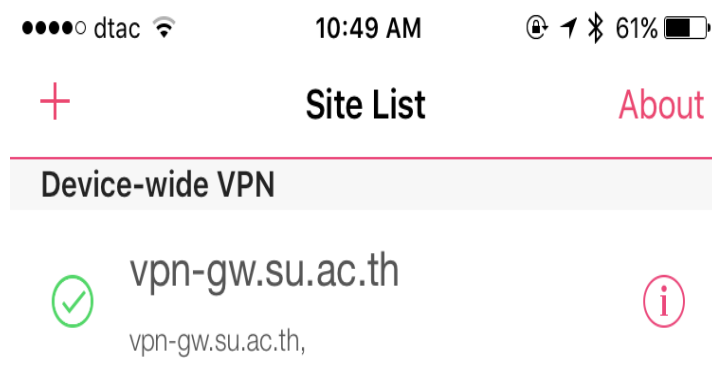 dtac 10:49 AM 61%
+ Site List About
Device-wide VPN
vpn-gw.su.ac.th
vpn-gw.su.ac.th,